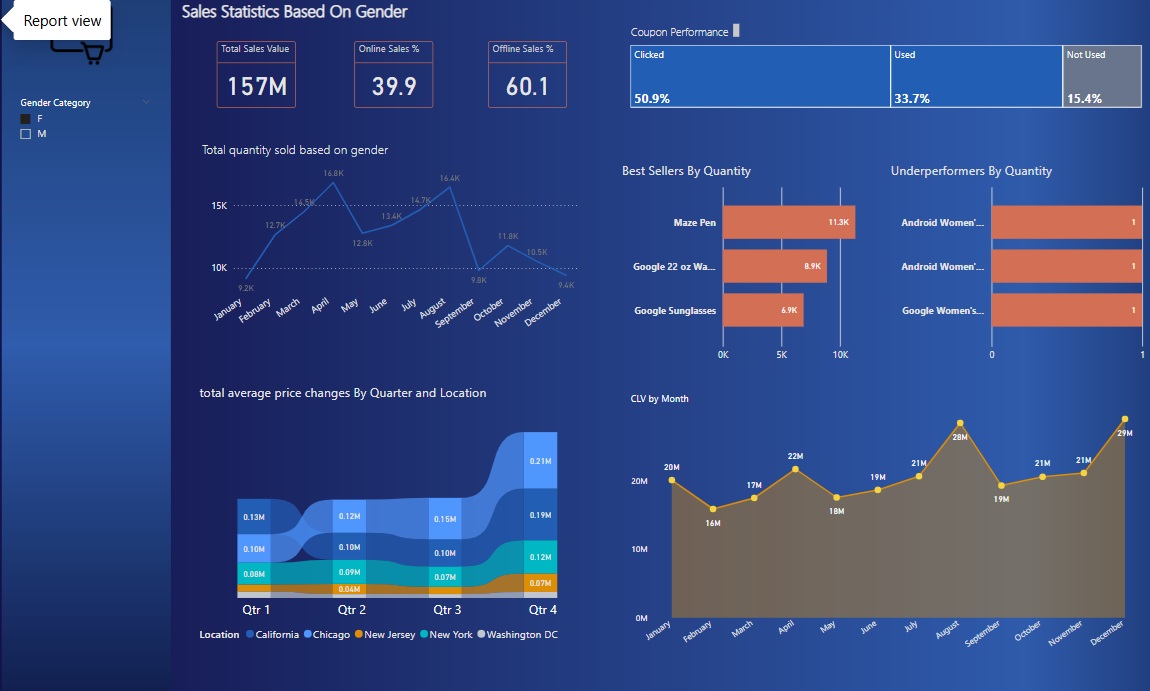 Report view
Gender Category
F
M
Sales Statistics Based On Gender
Total Sales Value
157M
Online Sales %
39.9
Offline Sales %
60.1
Coupon Performance
Clicked
50.9%
Used
33.7%
Not Used
15.4%
Total quantity sold based on gender
15K
10K
9.2K
12.7K
14.5K
16.8K
12.8K
13.4K
14.7K
16.4K
9.8K
11.8K
10.5K
9.4K
January
February
March
April
May
June
July
August
September
October
November
December
Best Sellers By Quantity
Maze Pen
11.3K
Google 22 oz Wa...
8.9K
Google Sunglasses
6.9K
0K
5K
10K
Underperformers By Quantity
Android Women'...
1
Android Women'...
1
Google Women's...
1
0
1
total average price changes By Quarter and Location
0.13M
0.10M
0.08M
0.12M
0.10M
0.09M
0.04M
0.15M
0.10M
0.07M
0.21M
0.19M
0.12M
0.07M
Qtr 1
Qtr 2
Qtr 3
Qtr 4
Location California Chicago New Jersey New York Washington DC
CLV by Month
20M
10M
0M
20M
16M
17M
22M
18M
19M
21M
28M
19M
21M
21M
29M
January
February
March
April
May
June
July
August
September
October
November
December